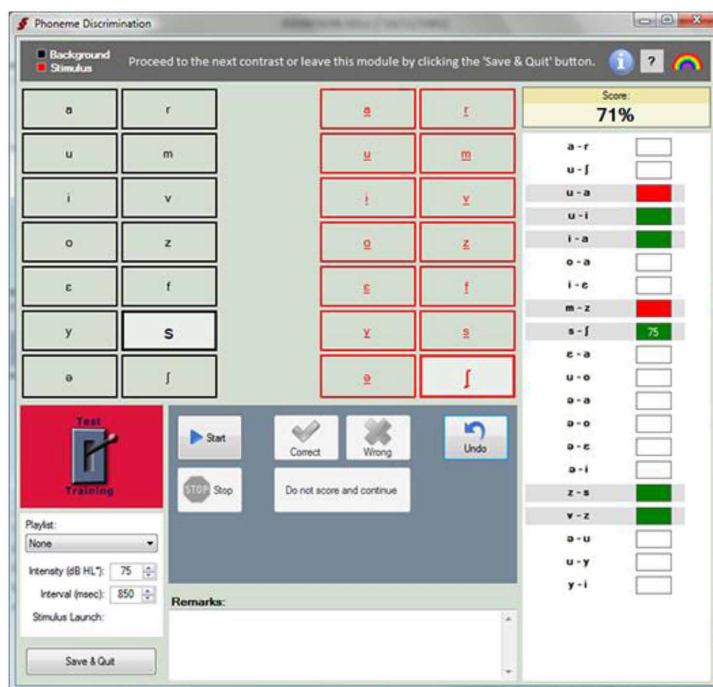 Phoneme Discrimination
Background
Stimulus
Proceed to the next contrast or leave this module by clicking the 'Save & Quit' button.
?
a r a r
u m u m
i v i v
o z o z
ɛ f ɛ f
y s y s
ə ʃ ə ʃ
Score:
71%
a - r
u - ʃ
u - a
u - i
i - a
o - a
i - ɛ
m - z
s - ʃ 75
ɛ - a
u - o
ə - a
ə - o
ə - ɛ
ə - i
z - s
v - z
ə - u
u - y
y - i
Test
Training
Start
Correct
Wrong
Undo
STOP Stop
Do not score and continue
Playlist:
None
Intensity (dB HL*): 75
Interval (msec): 850
Stimulus Launch:
Save & Quit
Remarks: